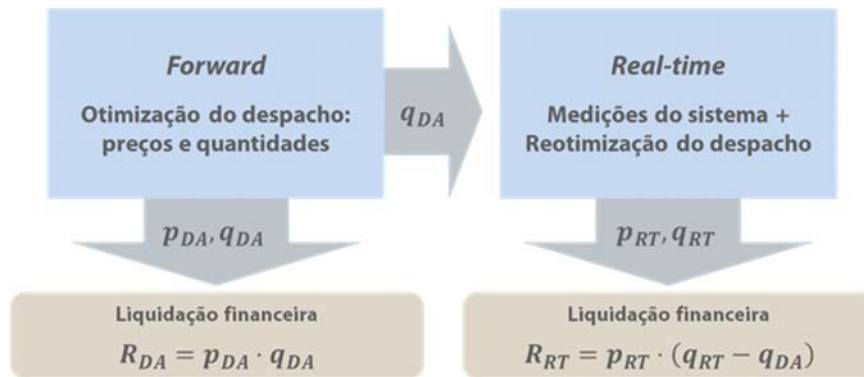 Forward
Otimização do despacho:
preços e quantidades
q_DA
Real-time
Medições do sistema +
Reotimização do despacho
p_DA, q_DA
p_RT, q_RT
Liquidação financeira
R_DA = p_DA · q_DA
Liquidação financeira
R_RT = p_RT · (q_RT − q_DA)